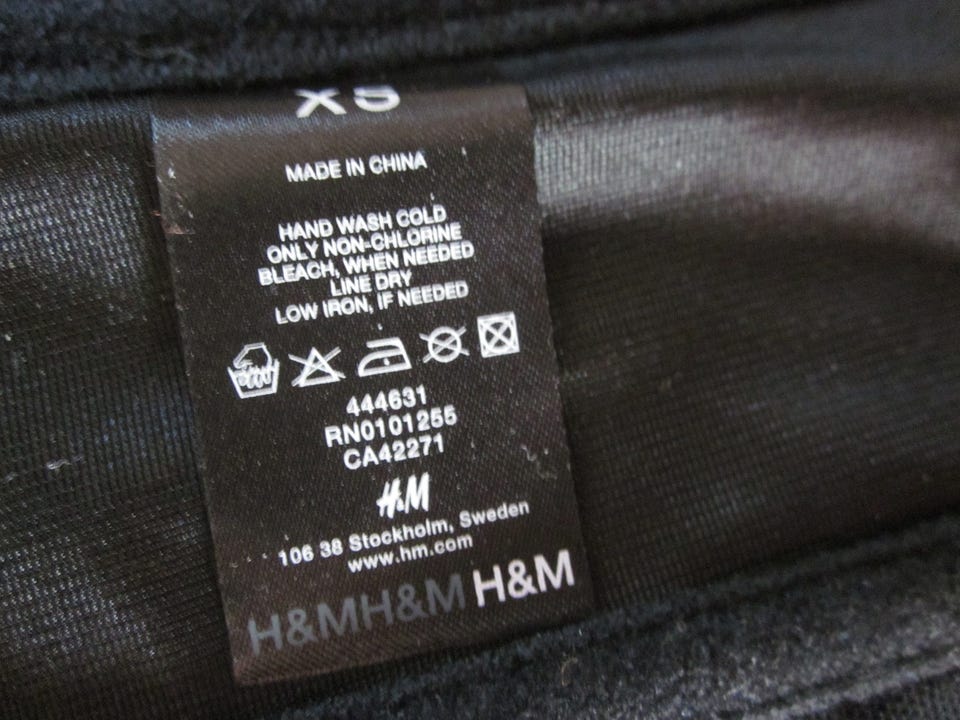 XS
MADE IN CHINA
HAND WASH COLD
ONLY NON-CHLORINE
BLEACH, WHEN NEEDED
LINE DRY
LOW IRON, IF NEEDED
444631
RN0101255
CA42271
H&M
106 38 Stockholm, Sweden
www.hm.com
H&MH&M H&M